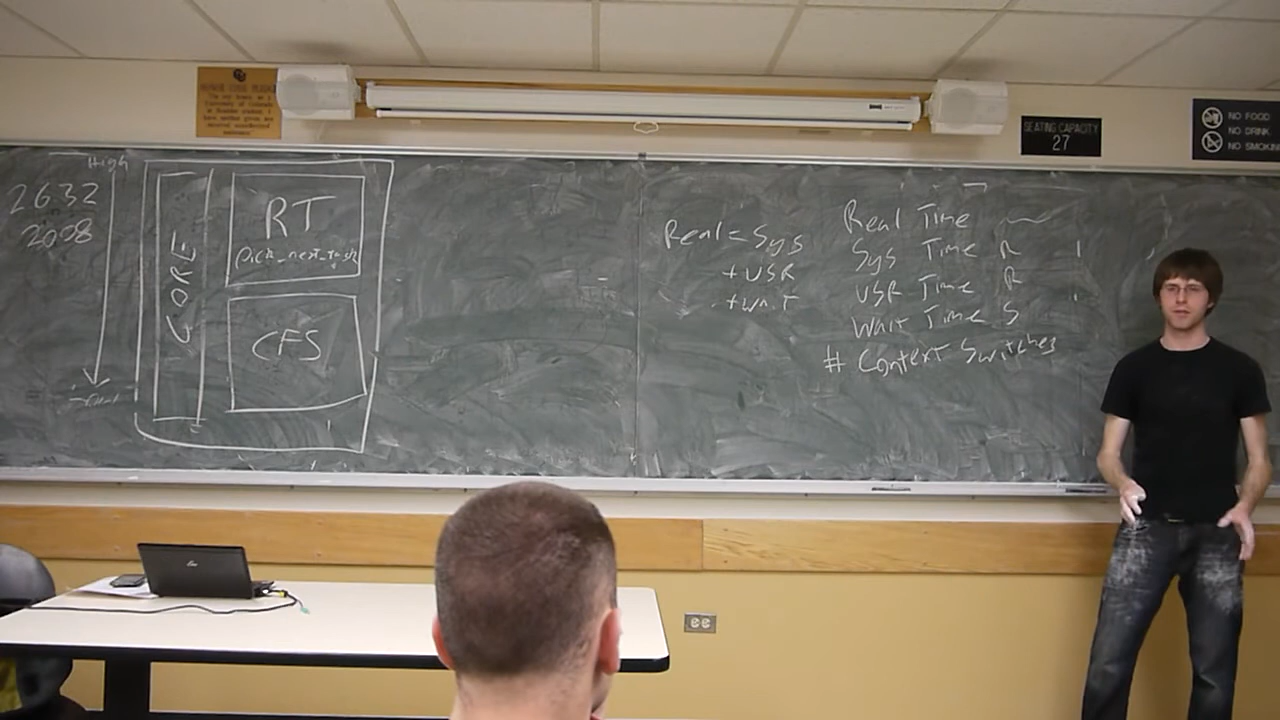 SEATING CAPACITY
27
NO FOOD
NO DRINK
NO SMOKING
High
2632
2008
CORE
RT
pick_next_task
CFS
Real = Sys
+ USR
+ Wait
Real Time
Sys Time R
USR Time R
Wait Time S
# Context Switches